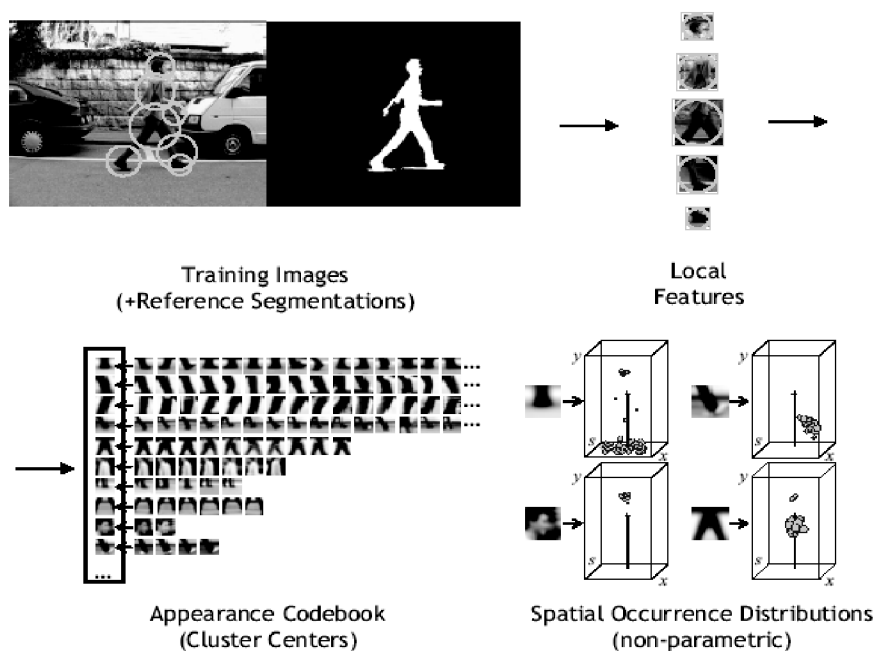 Training Images
(+Reference Segmentations)
Local
Features
...
...
...
...
...
y
s
x
y
s
x
y
s
x
y
s
x
Appearance Codebook
(Cluster Centers)
Spatial Occurrence Distributions
(non-parametric)